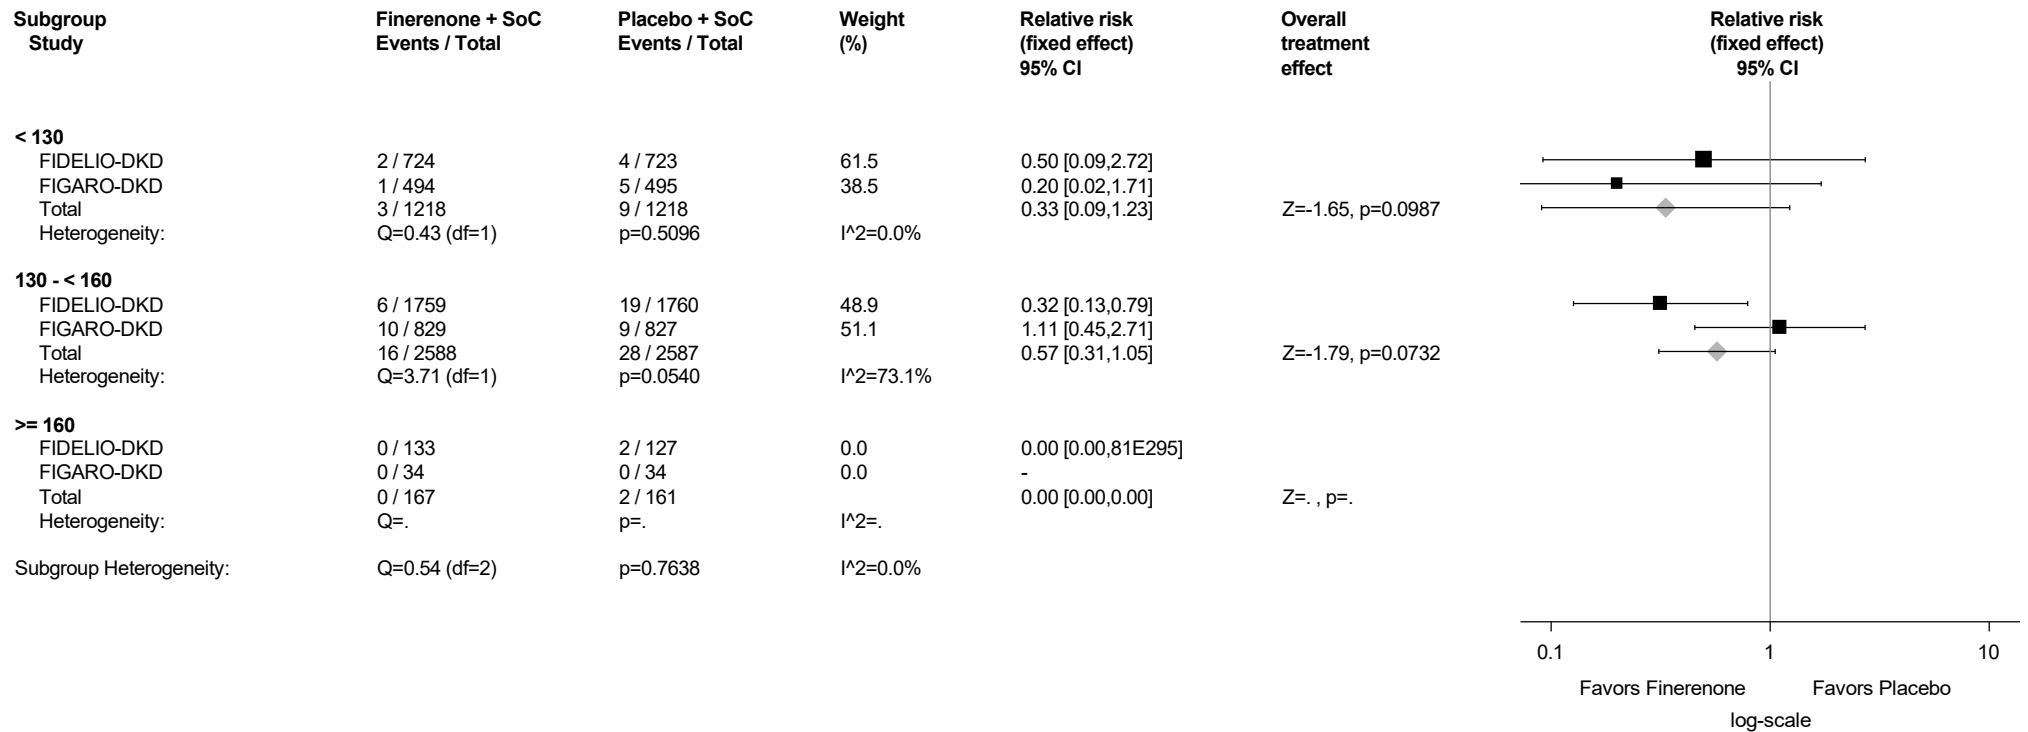 Subgroup Finerenone + SoC Placebo + SoC Weight Relative risk Overall Relative risk
Study Events / Total Events / Total (%) (fixed effect) treatment (fixed effect)
95% CI effect 95% CI
< 130
FIDELIO-DKD 2 / 724 4 / 723 61.5 0.50 [0.09,2.72]
FIGARO-DKD 1 / 494 5 / 495 38.5 0.20 [0.02,1.71]
Total 3 / 1218 9 / 1218 0.33 [0.09,1.23] Z=-1.65, p=0.0987
Heterogeneity: Q=0.43 (df=1) p=0.5096 I^2=0.0%
130 - < 160
FIDELIO-DKD 6 / 1759 19 / 1760 48.9 0.32 [0.13,0.79]
FIGARO-DKD 10 / 829 9 / 827 51.1 1.11 [0.45,2.71]
Total 16 / 2588 28 / 2587 0.57 [0.31,1.05] Z=-1.79, p=0.0732
Heterogeneity: Q=3.71 (df=1) p=0.0540 I^2=73.1%
>= 160
FIDELIO-DKD 0 / 133 2 / 127 0.0 0.00 [0.00,81E295]
FIGARO-DKD 0 / 34 0 / 34 0.0 -
Total 0 / 167 2 / 161 0.00 [0.00,0.00] Z=. , p=.
Heterogeneity: Q=. p=. I^2=.
Subgroup Heterogeneity: Q=0.54 (df=2) p=0.7638 I^2=0.0%
0.1 1 10
Favors Finerenone Favors Placebo
log-scale